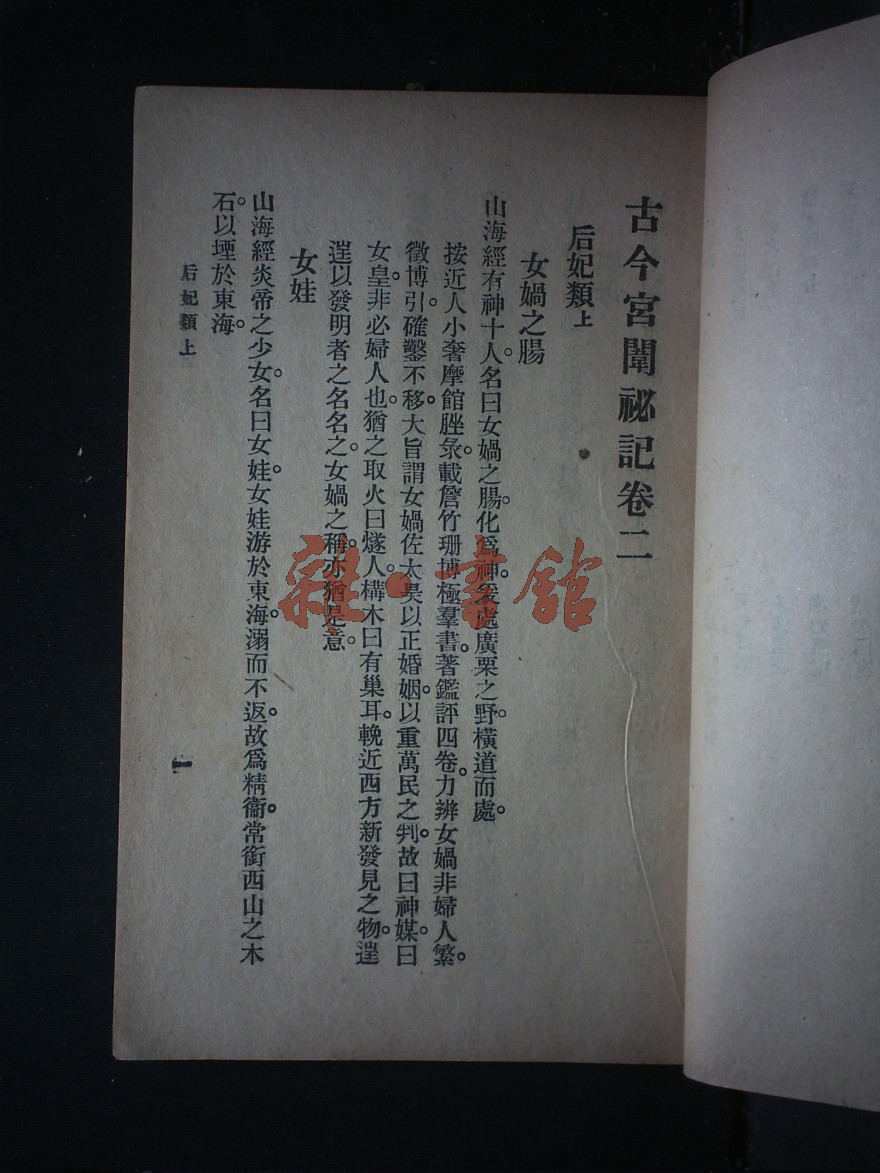 古今宮闈祕記卷二
后妃類上
女媧之腸
山海經有神十人。名曰女媧之腸。化爲神。處廣栗之野。橫道而處。
按近人小奢摩館脞彔載詹竹珊博極羣書。著鑑評四卷。力辨女媧非婦人。繁
徵博引。確鑿不移。大旨謂女媧佐太昊以正婚姻。以重萬民之判。故曰神媒。曰
女皇。非必婦人也。猶之取火曰燧人。構木曰有巢耳。輓近西方新發見之物。逞
逞以發明者之名名之。女媧之稱。亦猶是意。
女娃
山海經炎帝之少女。名曰女娃。女娃游於東海。溺而不返。故爲精衞。常銜西山之木
石。以堙於東海。
后妃類上
一
雜·書館